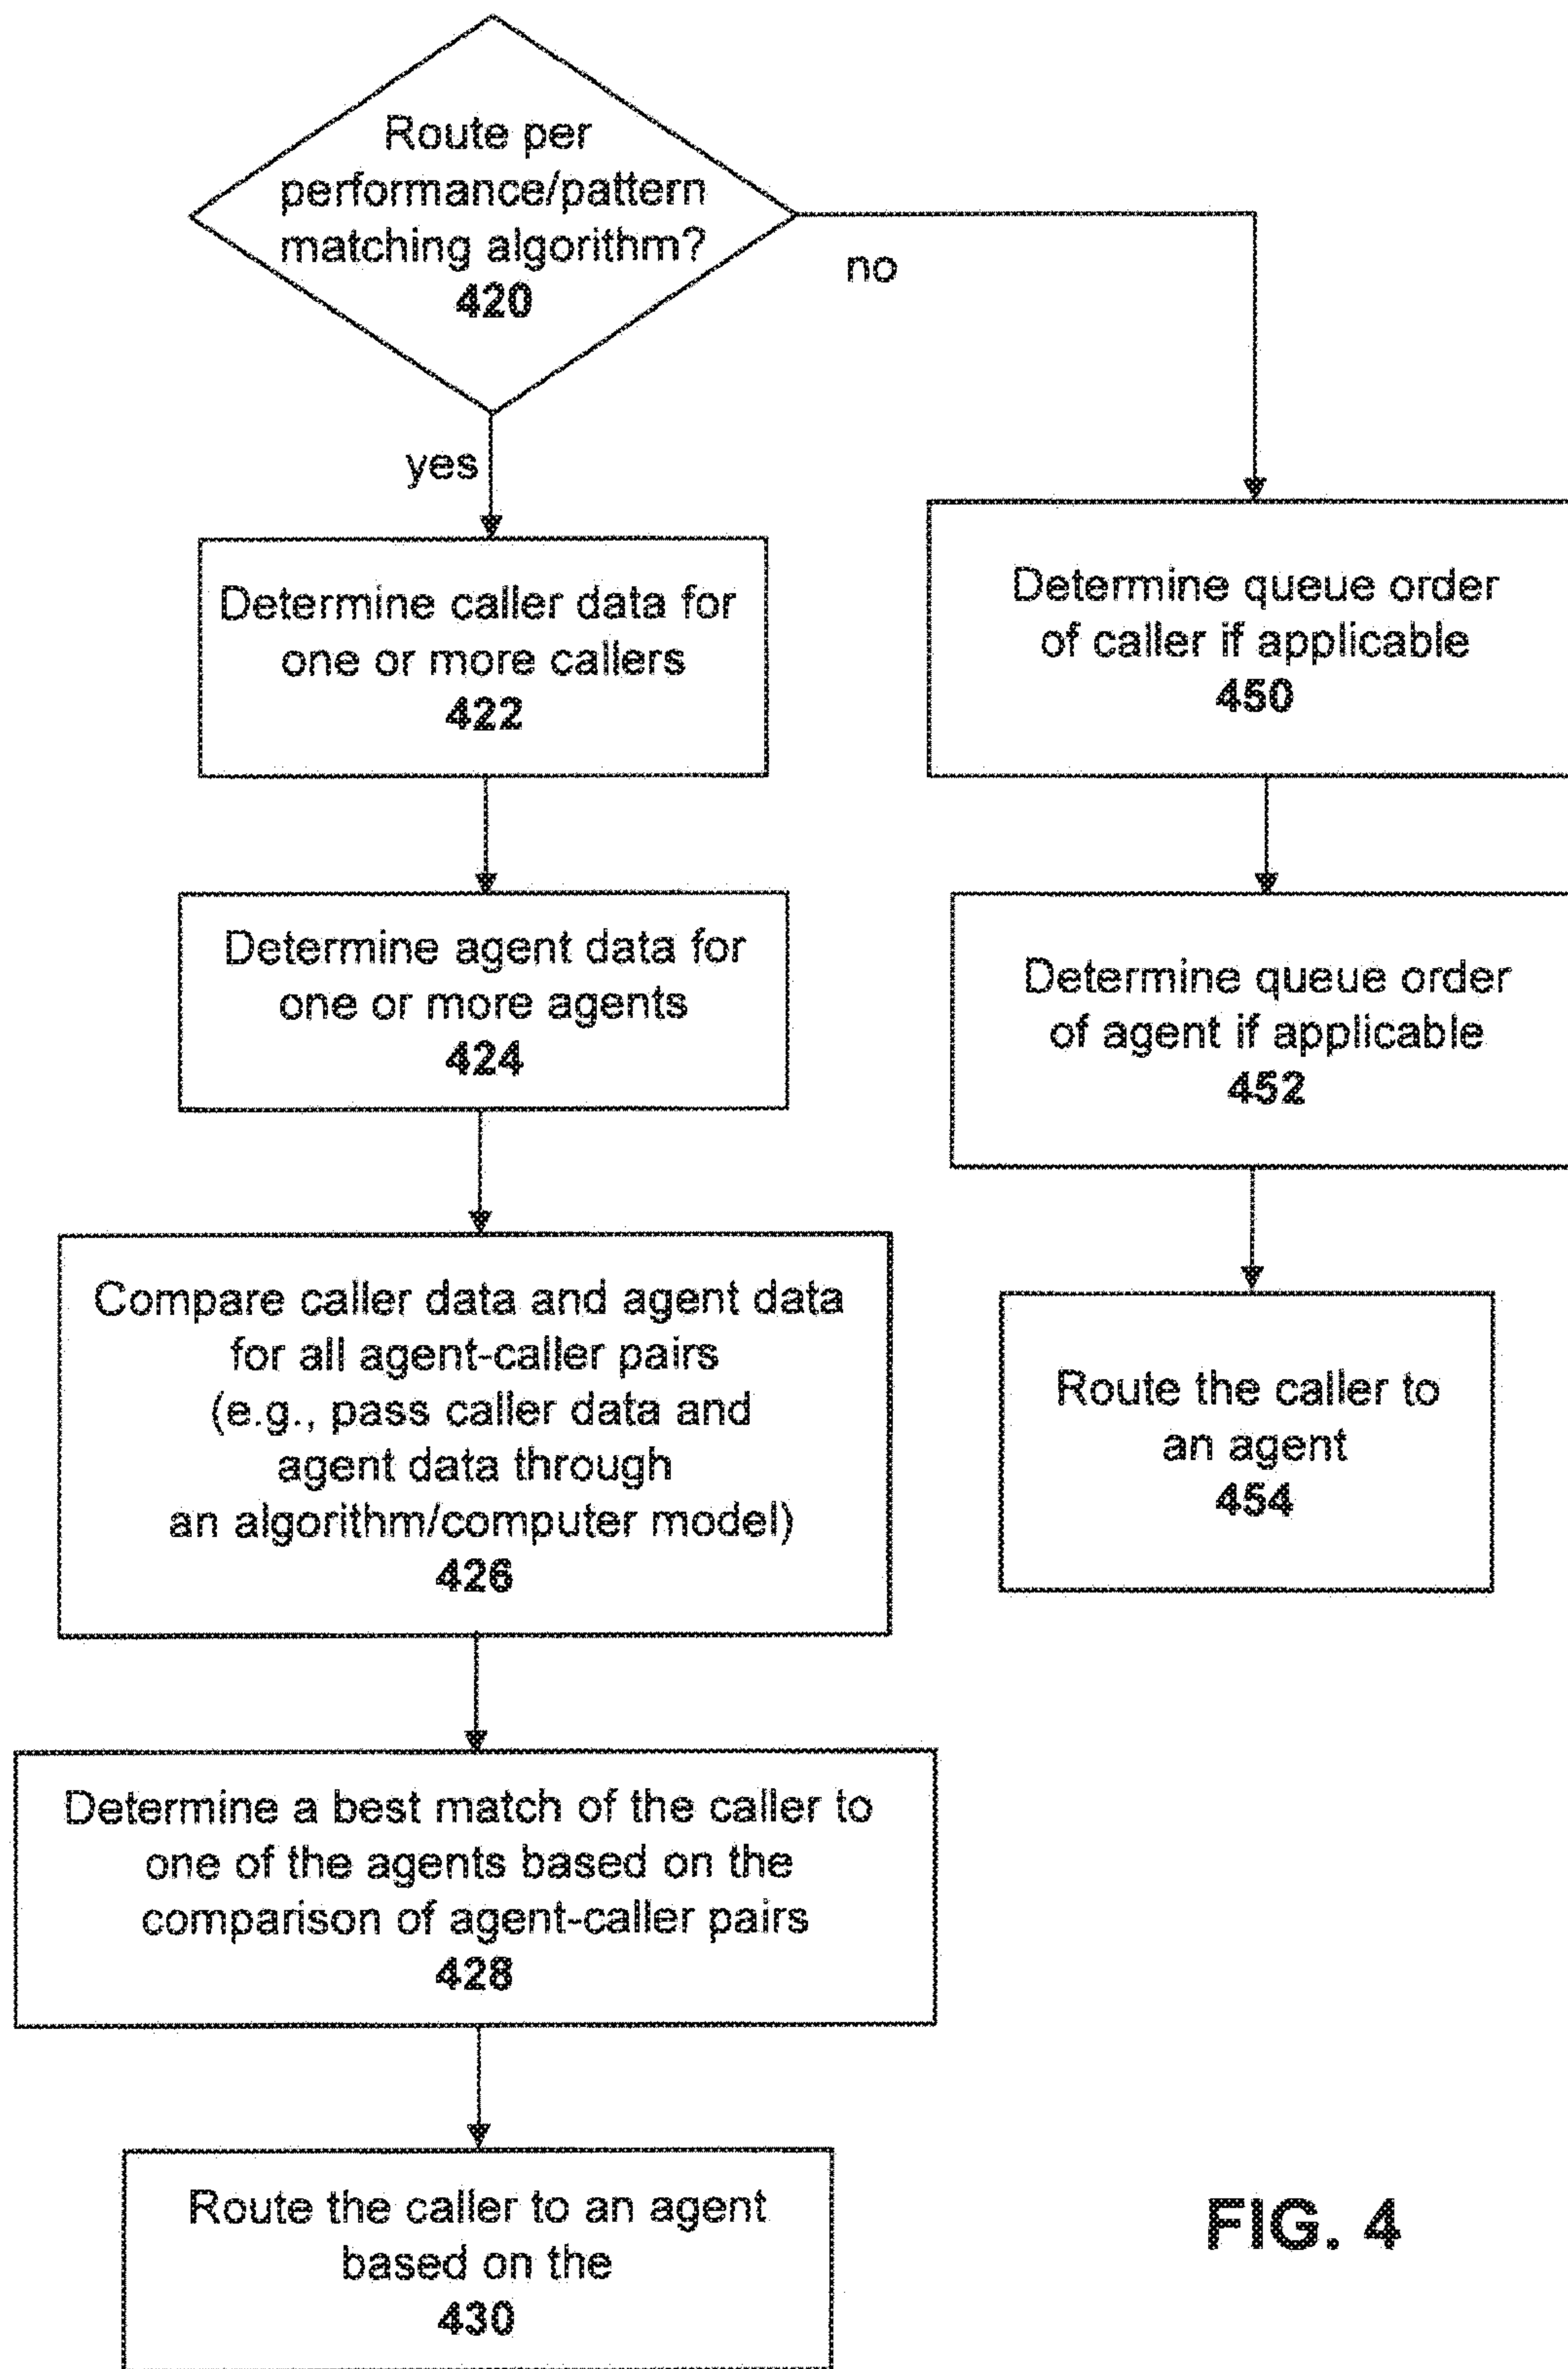 Route per
performance/pattern
matching algorithm?
420
no
yes
Determine caller data for
one or more callers
422
Determine agent data for
one or more agents
424
Compare caller data and agent data
for all agent-caller pairs
(e.g., pass caller data and
agent data through
an algorithm/computer model)
426
Determine a best match of the caller to
one of the agents based on the
comparison of agent-caller pairs
428
Route the caller to an agent
based on the
430
Determine queue order
of caller if applicable
450
Determine queue order
of agent if applicable
452
Route the caller to
an agent
454
FIG. 4